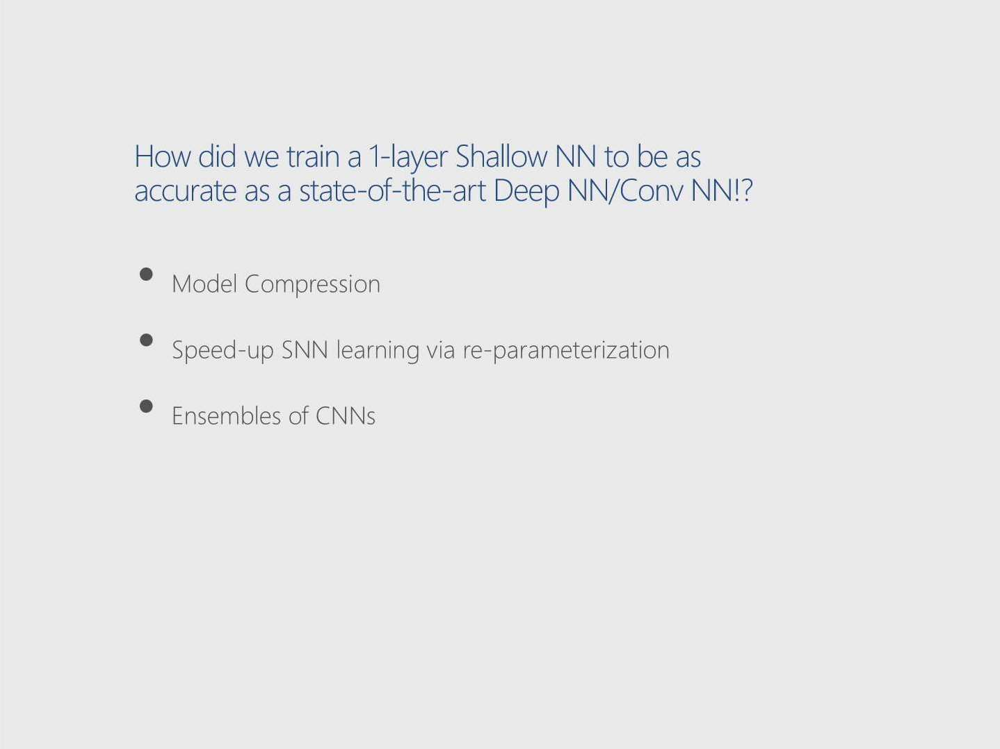 How did we train a 1-layer Shallow NN to be as
accurate as a state-of-the-art Deep NN/Conv NN!?
• Model Compression
• Speed-up SNN learning via re-parameterization
• Ensembles of CNNs